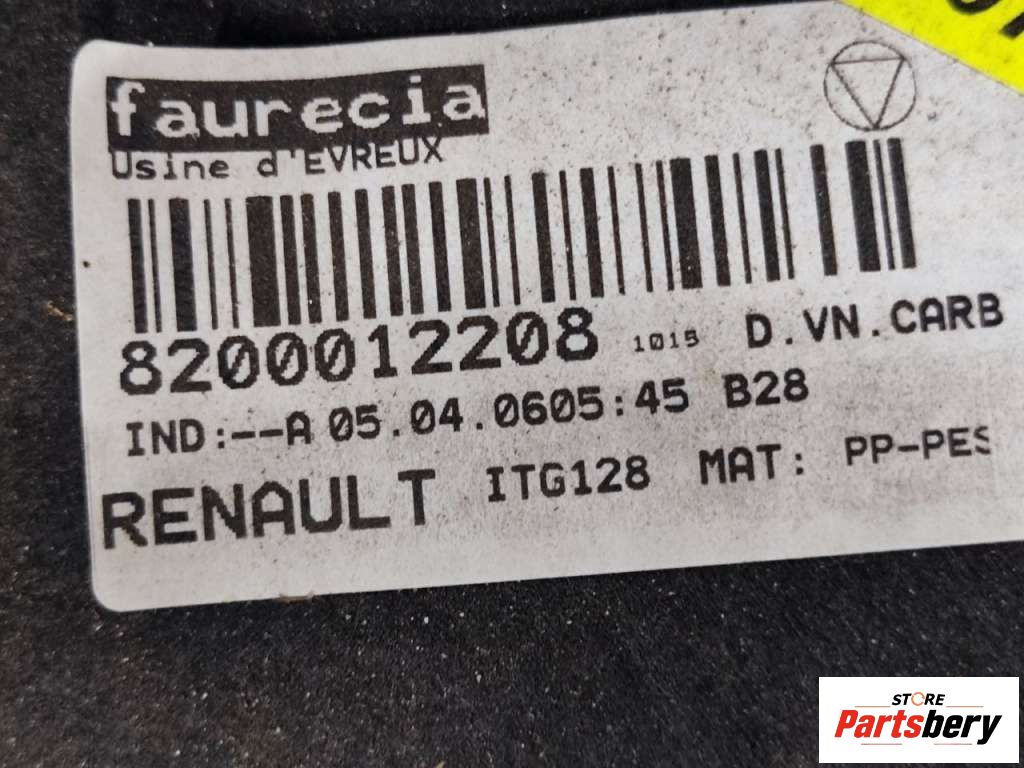 faurecia
Usine d'EVREUX
8200012208 1015 D.VN.CARB
IND:--A 05.04.0605:45 B28
RENAULT ITG128 MAT: PP-PES
STORE
Partsbery